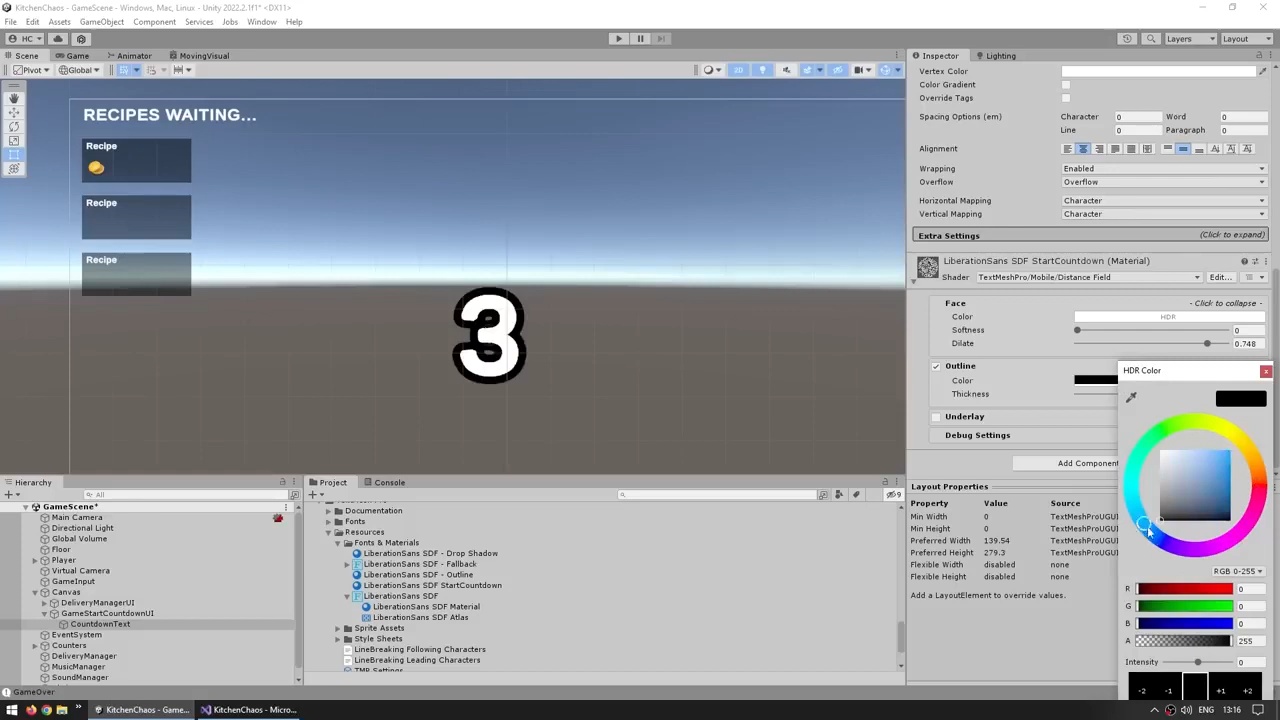 KitchenChaos - GameScene - Windows, Mac, Linux - Unity 2022.2.1f1* <DX11>
File Edit Assets GameObject Component Services Jobs Window Help
HC Layers Layout
Scene Game Animator MovingVisual Inspector Lighting
Pivot Global 2D
RECIPES WAITING...
Recipe
Recipe
Recipe
3
Vertex Color
Color Gradient
Override Tags
Spacing Options (em) Character 0 Word 0
Line 0 Paragraph 0
Alignment
Wrapping Enabled
Overflow Overflow
Horizontal Mapping Character
Vertical Mapping Character
Extra Settings (Click to expand)
LiberationSans SDF StartCountdown (Material)
Shader TextMeshPro/Mobile/Distance Field Edit...
Face - Click to collapse -
Color HDR
Softness 0
Dilate 0.748
Outline
Color
Thickness
Underlay
Debug Settings
Add Component
Layout Properties
Property Value Source
Min Width 0 TextMeshProUGUI
Min Height 0 TextMeshProUGUI
Preferred Width 139.54 TextMeshProUGUI
Preferred Height 279.3 TextMeshProUGUI
Flexible Width disabled none
Flexible Height disabled none
Add a LayoutElement to override values.
HDR Color
RGB 0-255
R 0
G 0
B 0
A 255
Intensity 0
-2 -1 +1 +2
Hierarchy
All
GameScene*
Main Camera
Directional Light
Global Volume
Floor
Player
Virtual Camera
GameInput
Canvas
DeliveryManagerUI
GameStartCountdownUI
CountdownText
EventSystem
Counters
DeliveryManager
MusicManager
SoundManager
Project Console
9
Documentation
Fonts
Resources
Fonts & Materials
LiberationSans SDF - Drop Shadow
LiberationSans SDF - Fallback
LiberationSans SDF - Outline
LiberationSans SDF StartCountdown
LiberationSans SDF
LiberationSans SDF Material
LiberationSans SDF Atlas
Sprite Assets
Style Sheets
LineBreaking Following Characters
LineBreaking Leading Characters
TMP Settings
GameOver
KitchenChaos - Game... KitchenChaos - Micro... ENG 13:16